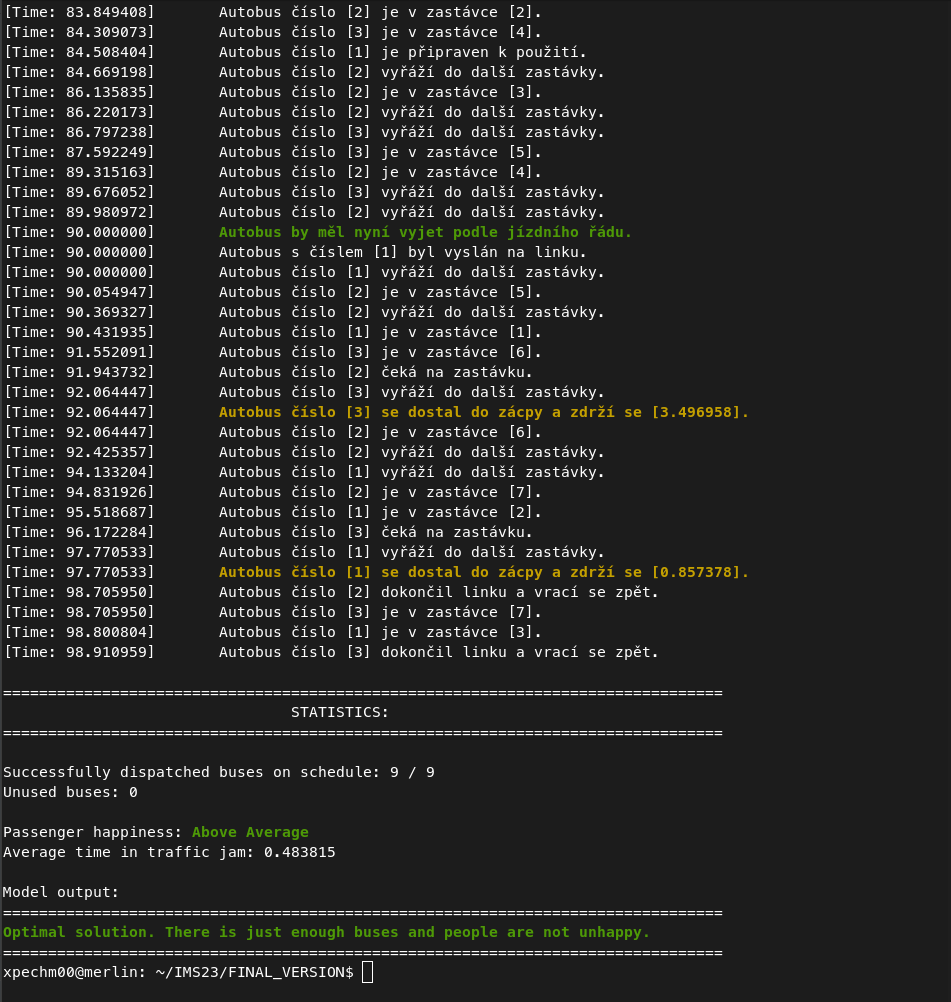 [Time: 83.849408]       Autobus číslo [2] je v zastávce [2].
[Time: 84.309073]       Autobus číslo [3] je v zastávce [4].
[Time: 84.508404]       Autobus číslo [1] je připraven k použití.
[Time: 84.669198]       Autobus číslo [2] vyřáží do další zastávky.
[Time: 86.135835]       Autobus číslo [2] je v zastávce [3].
[Time: 86.220173]       Autobus číslo [2] vyřáží do další zastávky.
[Time: 86.797238]       Autobus číslo [3] vyřáží do další zastávky.
[Time: 87.592249]       Autobus číslo [3] je v zastávce [5].
[Time: 89.315163]       Autobus číslo [2] je v zastávce [4].
[Time: 89.676052]       Autobus číslo [3] vyřáží do další zastávky.
[Time: 89.980972]       Autobus číslo [2] vyřáží do další zastávky.
[Time: 90.000000]       Autobus by měl nyní vyjet podle jízdního řádu.
[Time: 90.000000]       Autobus s číslem [1] byl vyslán na linku.
[Time: 90.000000]       Autobus číslo [1] vyřáží do další zastávky.
[Time: 90.054947]       Autobus číslo [2] je v zastávce [5].
[Time: 90.369327]       Autobus číslo [2] vyřáží do další zastávky.
[Time: 90.431935]       Autobus číslo [1] je v zastávce [1].
[Time: 91.552091]       Autobus číslo [3] je v zastávce [6].
[Time: 91.943732]       Autobus číslo [2] čeká na zastávku.
[Time: 92.064447]       Autobus číslo [3] vyřáží do další zastávky.
[Time: 92.064447]       Autobus číslo [3] se dostal do zácpy a zdrží se [3.496958].
[Time: 92.064447]       Autobus číslo [2] je v zastávce [6].
[Time: 92.425357]       Autobus číslo [2] vyřáží do další zastávky.
[Time: 94.133204]       Autobus číslo [1] vyřáží do další zastávky.
[Time: 94.831926]       Autobus číslo [2] je v zastávce [7].
[Time: 95.518687]       Autobus číslo [1] je v zastávce [2].
[Time: 96.172284]       Autobus číslo [3] čeká na zastávku.
[Time: 97.770533]       Autobus číslo [1] vyřáží do další zastávky.
[Time: 97.770533]       Autobus číslo [1] se dostal do zácpy a zdrží se [0.857378].
[Time: 98.705950]       Autobus číslo [2] dokončil linku a vrací se zpět.
[Time: 98.705950]       Autobus číslo [3] je v zastávce [7].
[Time: 98.800804]       Autobus číslo [1] je v zastávce [3].
[Time: 98.910959]       Autobus číslo [3] dokončil linku a vrací se zpět.
================================================================================
STATISTICS:
================================================================================
Successfully dispatched buses on schedule: 9 / 9
Unused buses: 0
Passenger happiness: Above Average
Average time in traffic jam: 0.483815
Model output:
================================================================================
Optimal solution. There is just enough buses and people are not unhappy.
================================================================================
xpechm00@merlin: ~/IMS23/FINAL_VERSION$